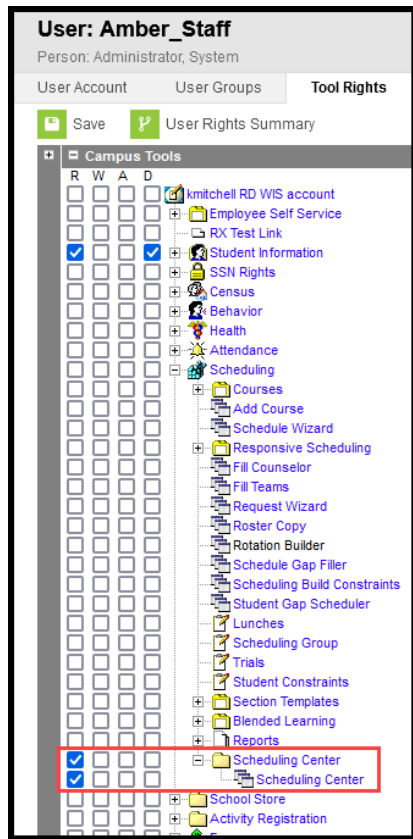 User: Amber_Staff
Person: Administrator, System
User Account User Groups Tool Rights
Save User Rights Summary
Campus Tools
R W A D
kmitchell RD WIS account
Employee Self Service
RX Test Link
Student Information
SSN Rights
Census
Behavior
Health
Attendance
Scheduling
Courses
Add Course
Schedule Wizard
Responsive Scheduling
Fill Counselor
Fill Teams
Request Wizard
Roster Copy
Rotation Builder
Schedule Gap Filler
Scheduling Build Constraints
Student Gap Scheduler
Lunches
Scheduling Group
Trials
Student Constraints
Section Templates
Blended Learning
Reports
Scheduling Center
Scheduling Center
School Store
Activity Registration